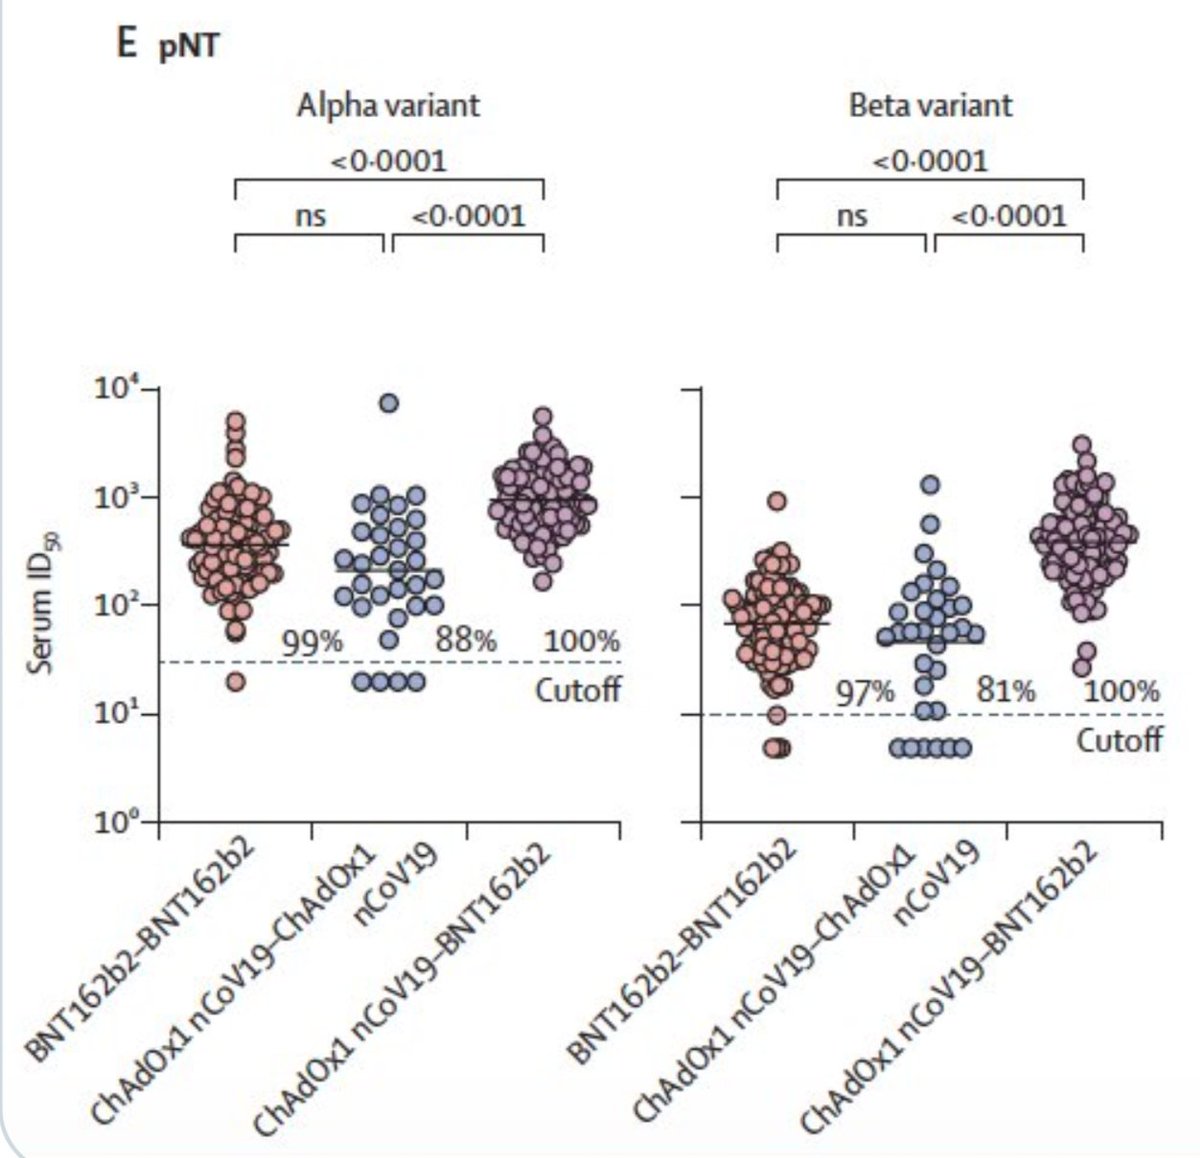 E pNT
Alpha variant
<0·0001
ns <0·0001
10⁴
10³
10²
10¹
10⁰
Serum ID₅₀
99% 88% 100%
Cutoff
BNT162b2–BNT162b2
ChAdOx1 nCoV19–ChAdOx1
nCoV19
ChAdOx1 nCoV19–BNT162b2
Beta variant
<0·0001
ns <0·0001
97% 81% 100%
Cutoff
BNT162b2–BNT162b2
ChAdOx1 nCoV19–ChAdOx1
nCoV19
ChAdOx1 nCoV19–BNT162b2